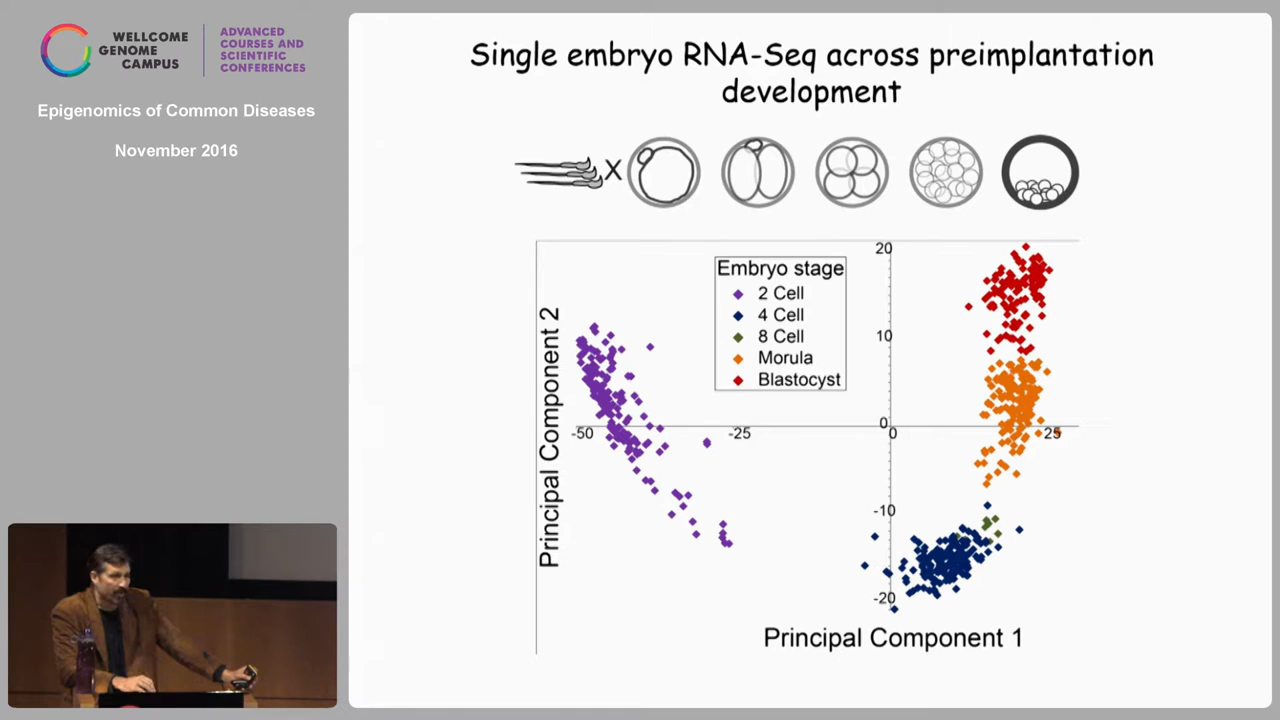 WELLCOME
GENOME
CAMPUS
ADVANCED
COURSES AND
SCIENTIFIC
CONFERENCES
Epigenomics of Common Diseases
November 2016
Single embryo RNA-Seq across preimplantation
development
X
Embryo stage
2 Cell
4 Cell
8 Cell
Morula
Blastocyst
20
10
0
-10
-20
-50
-25
0
25
Principal Component 2
Principal Component 1